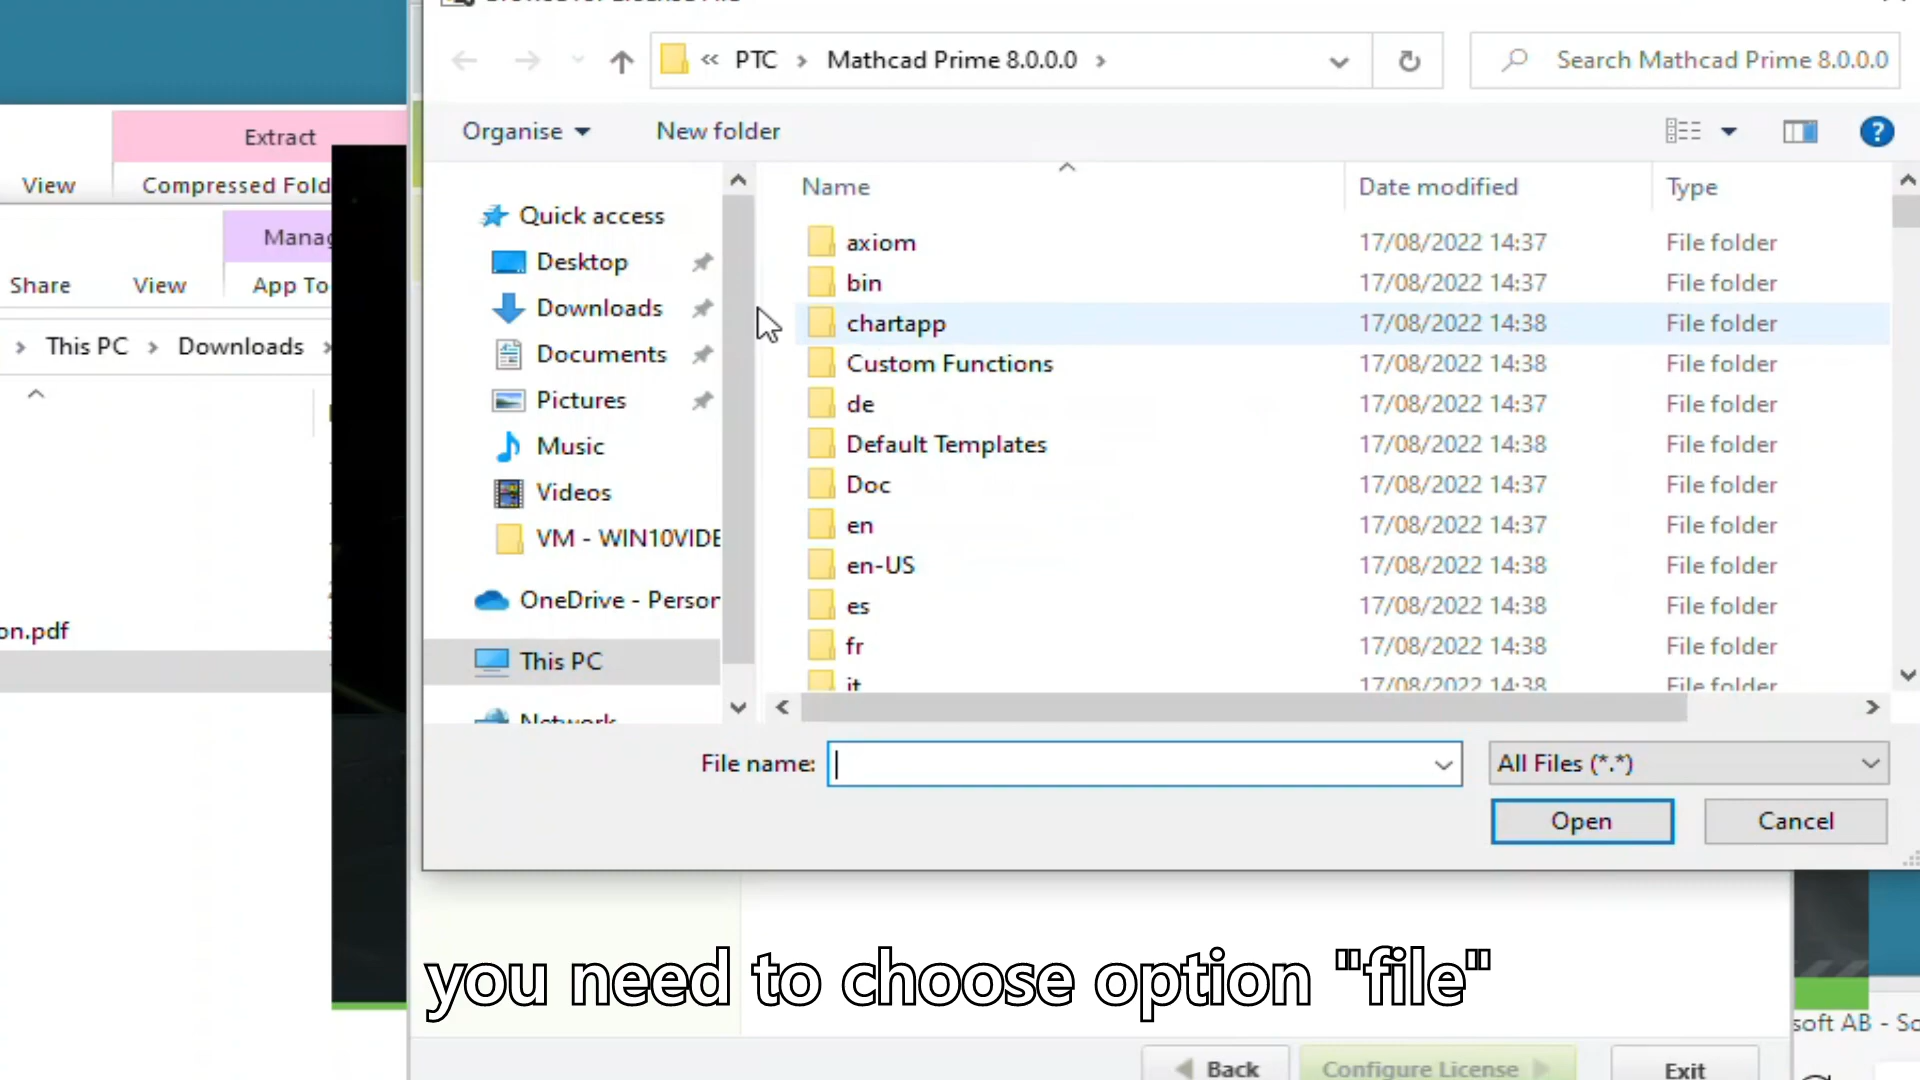 PTC > Mathcad Prime 8.0.0.0 >
Search Mathcad Prime 8.0.0.0
Organise
New folder
Extract
View
Compressed Fold
Share
View
App To
This PC > Downloads
on.pdf
Quick access
Desktop
Downloads
Documents
Pictures
Music
Videos
VM - WIN10VIDE
OneDrive - Person
This PC
Network
Name Date modified Type
axiom 17/08/2022 14:37 File folder
bin 17/08/2022 14:37 File folder
chartapp 17/08/2022 14:38 File folder
Custom Functions 17/08/2022 14:38 File folder
de 17/08/2022 14:37 File folder
Default Templates 17/08/2022 14:38 File folder
Doc 17/08/2022 14:37 File folder
en 17/08/2022 14:37 File folder
en-US 17/08/2022 14:38 File folder
es 17/08/2022 14:38 File folder
fr 17/08/2022 14:38 File folder
it 17/08/2022 14:38 File folder
File name:
All Files (*.*)
Open
Cancel
you need to choose option "file"
soft AB - Sc
Back
Configure License
Exit